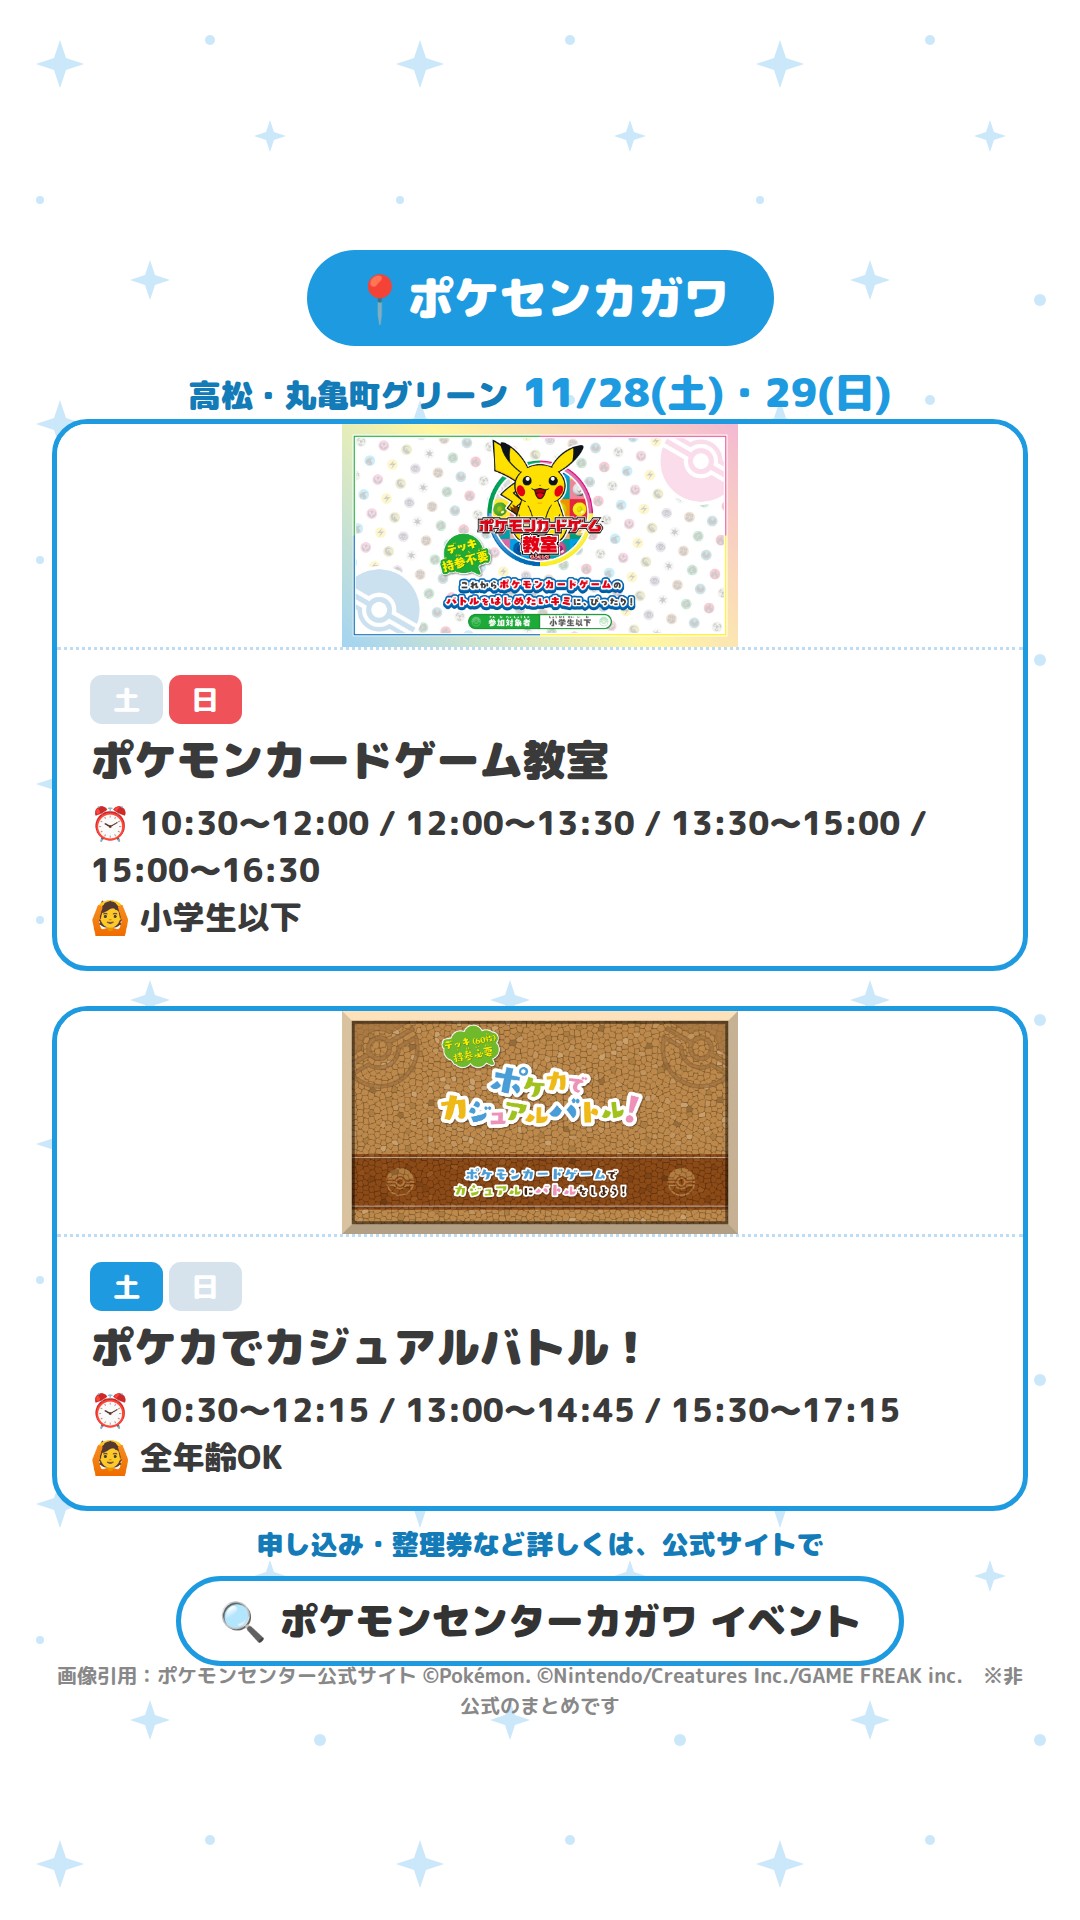 📍ポケセンカガワ
高松・丸亀町グリーン 11/28(土)・29(日)
ポケモンカードゲーム
教室
デッキ
持参不要
これからポケモンカードゲームの
バトルをはじめたいキミに、ぴったり!
参加対象者 小学生以下
土 日
ポケモンカードゲーム教室
⏰ 10:30〜12:00 / 12:00〜13:30 / 13:30〜15:00 /
15:00〜16:30
🙆 小学生以下
デッキ(60枚)
持参必要
ポケカで
カジュアルバトル!
ポケモンカードゲームで
カジュアルにバトルをしよう!
土 日
ポケカでカジュアルバトル！
⏰ 10:30〜12:15 / 13:00〜14:45 / 15:30〜17:15
🙆 全年齢OK
申し込み・整理券など詳しくは、公式サイトで
🔍 ポケモンセンターカガワ イベント
画像引用：ポケモンセンター公式サイト ©Pokémon. ©Nintendo/Creatures Inc./GAME FREAK inc.　※非
公式のまとめです